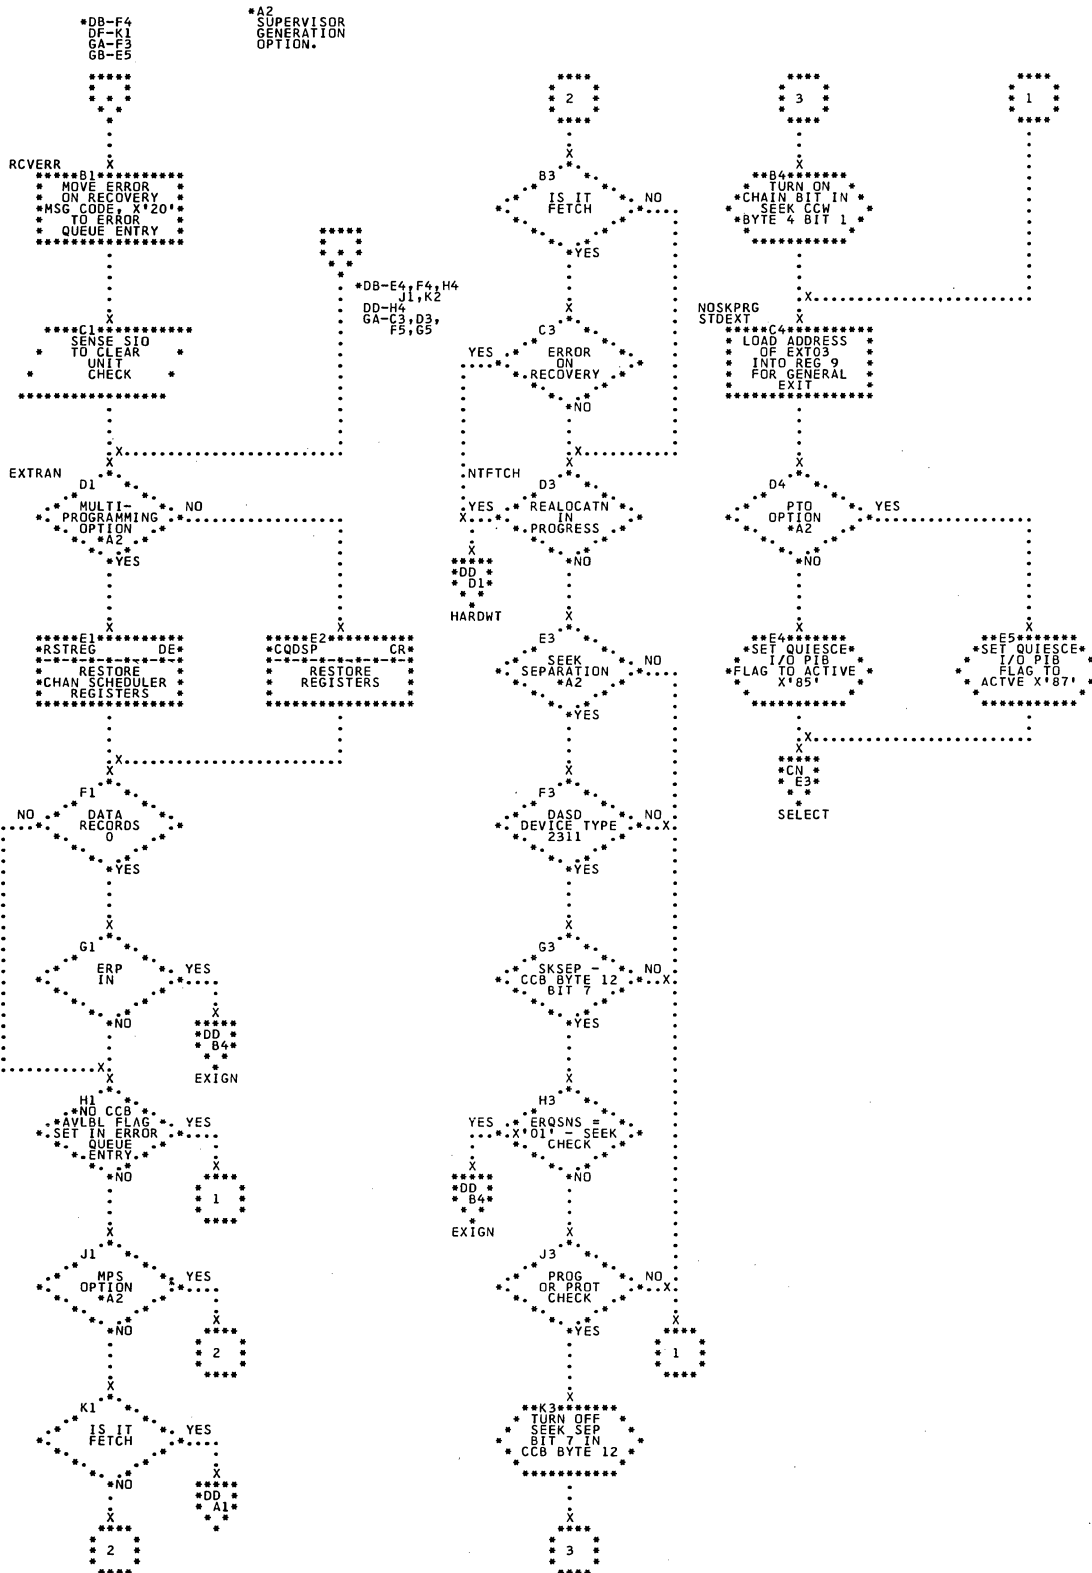 *DB-F4
DF-K1
GA-F3
GB-E5
*A2
SUPERVISOR
GENERATION
OPTION.
RCVERR
B1
MOVE ERROR
ON RECOVERY
MSG CODE, X'20'
TO ERROR
QUEUE ENTRY
C1
SENSE SIO
TO CLEAR
UNIT
CHECK
*DB-E4,F4,H4
J1,K2
DD-H4
GA-C3,D3,
F5,G5
EXTRAN
D1
MULTI-
PROGRAMMING
OPTION
*A2
NO
YES
E1
RSTREG DE
RESTORE
CHAN SCHEDULER
REGISTERS
E2
CQDSP CR
RESTORE
REGISTERS
F1
DATA
RECORDS
0
NO
YES
G1
ERP
IN
YES
NO
DD
B4
EXIGN
H1
NO CCB
AVLBL FLAG
SET IN ERROR
QUEUE
ENTRY
YES
NO
1
J1
MPS
OPTION
*A2
YES
NO
2
K1
IS IT
FETCH
YES
NO
DD
A1
2
2
B3
IS IT
FETCH
NO
YES
C3
ERROR
ON
RECOVERY
YES
NO
NTFTCH
D3
REALOCATN
IN
PROGRESS
YES
NO
DD
D1
HARDWT
E3
SEEK
SEPARATION
*A2
NO
YES
F3
DASD
DEVICE TYPE
2311
NO
YES
G3
SKSEP -
CCB BYTE 12
BIT 7
NO
YES
H3
ERQSNS =
X'01' - SEEK
CHECK
YES
NO
DD
B4
EXIGN
J3
PROG
OR PROT
CHECK
NO
YES
1
K3
TURN OFF
SEEK SEP
BIT 7 IN
CCB BYTE 12
3
3
B4
TURN ON
CHAIN BIT IN
SEEK CCW
BYTE 4 BIT 1
1
NOSKPRG
STDEXT
C4
LOAD ADDRESS
OF EXT03
INTO REG 9
FOR GENERAL
EXIT
D4
PTO
OPTION
*A2
YES
NO
E4
SET QUIESCE
I/O PIB
FLAG TO ACTIVE
X'85'
E5
SET QUIESCE
I/O PIB
FLAG TO
ACTVE X'87'
CN
E3
SELECT